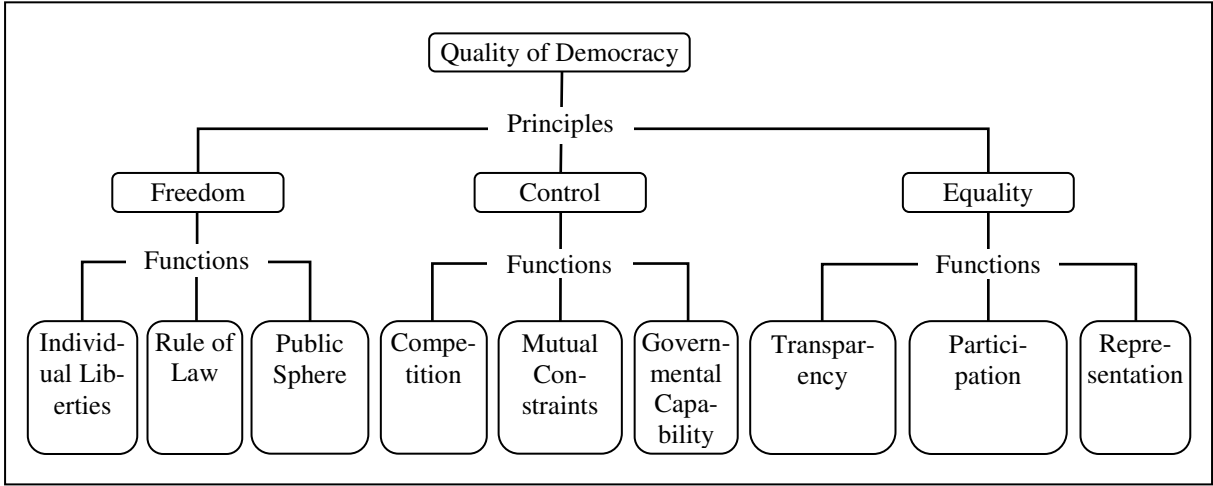 Quality of Democracy
Principles
Freedom
Control
Equality
Functions
Functions
Functions
Individ-
ual Lib-
erties
Rule of
Law
Public
Sphere
Compe-
tition
Mutual
Con-
straints
Govern-
mental
Capa-
bility
Transpar-
ency
Partici-
pation
Repre-
sentation